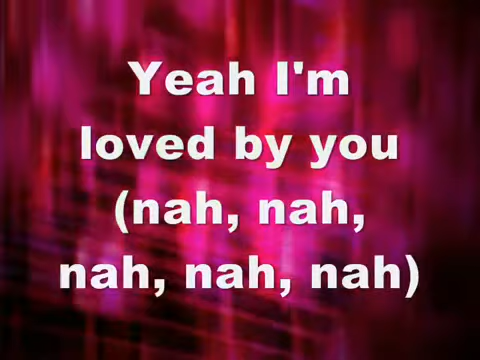 Yeah I'm
loved by you
(nah, nah,
nah, nah, nah)